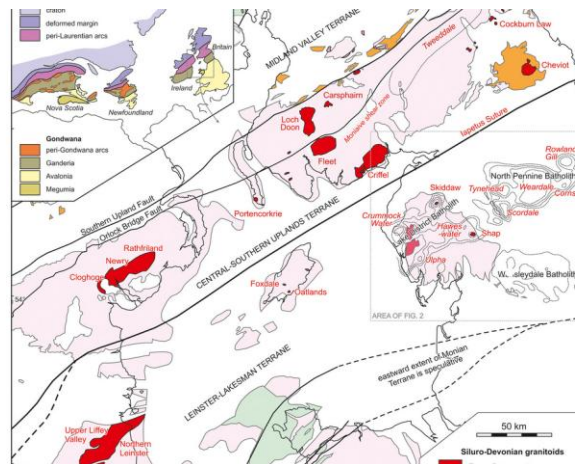 craton
deformed margin
peri-Laurentian arcs
Britain
Ireland
Nova Scotia
Newfoundland
Gondwana
peri-Gondwana arcs
Ganderia
Avalonia
Megumia
MIDLAND VALLEY TERRANE
Tweeddale
Cockburn Law
Cheviot
Carsphairn
Loch
Doon
Moniaive shear zone
Fleet
Criffel
Iapetus Suture
Portencorkrie
Southern Upland Fault
Orlock Bridge Fault
CENTRAL-SOUTHERN UPLANDS TERRANE
Rathfriland
Newry
Cloghoge
Foxdale
Oatlands
Rowland
Gill
North Pennine Batholith
Skiddaw
Tynehead
Weardale
Scordale
Crummock
Water
Hawes-
water
Shap
Ulpha
Wensleydale Batholith
AREA OF FIG. 2
LEINSTER-LAKESMAN TERRANE
eastward extent of Monian
Terrane is speculative
50 km
Upper Liffey
Valley
Northern
Leinster
Siluro-Devonian granitoids